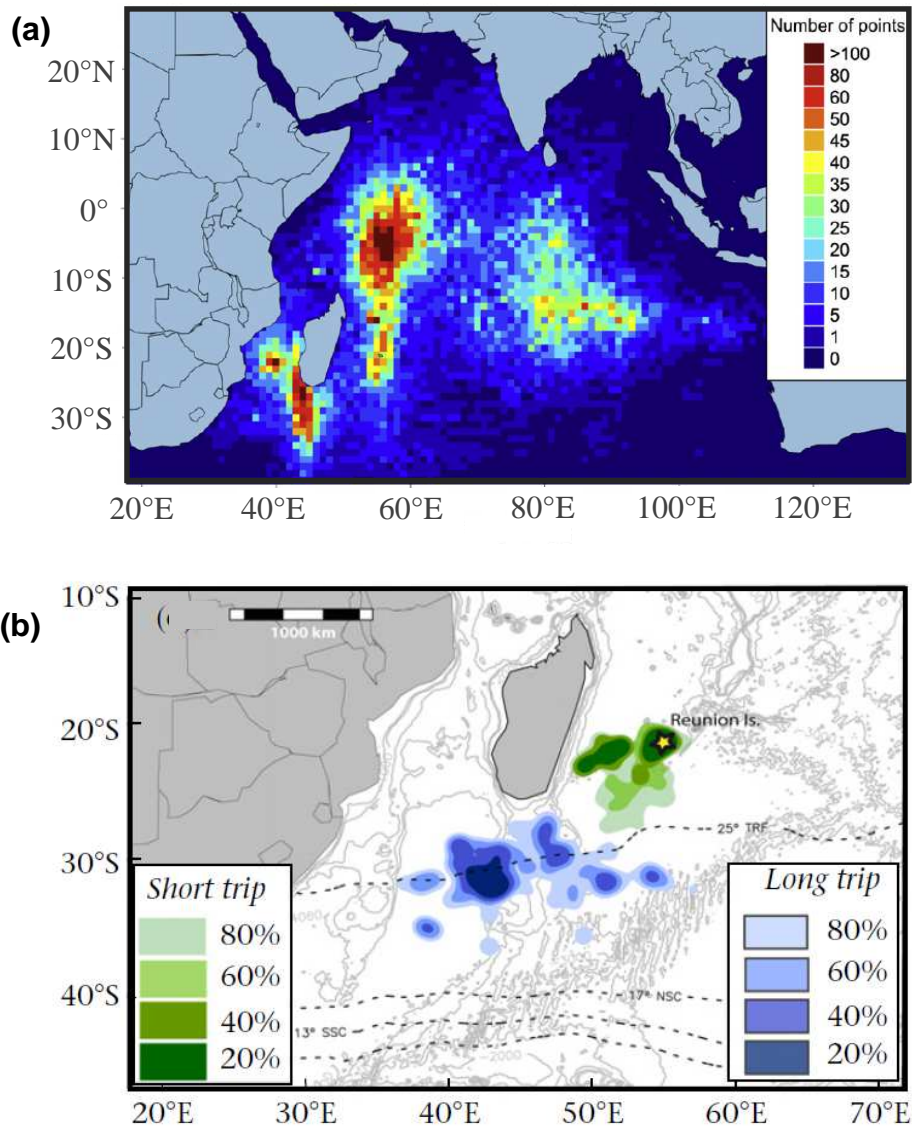 (a)
Number of points
>100
80
60
50
45
40
35
30
25
20
15
10
5
1
0
20°N
10°N
0°
10°S
20°S
30°S
20°E 40°E 60°E 80°E 100°E 120°E
(b)
10°S
20°S
30°S
40°S
1000 km
Reunion Is.
25° TRF
17° NSC
13° SSC
2000
Short trip
80%
60%
40%
20%
Long trip
80%
60%
40%
20%
20°E 30°E 40°E 50°E 60°E 70°E